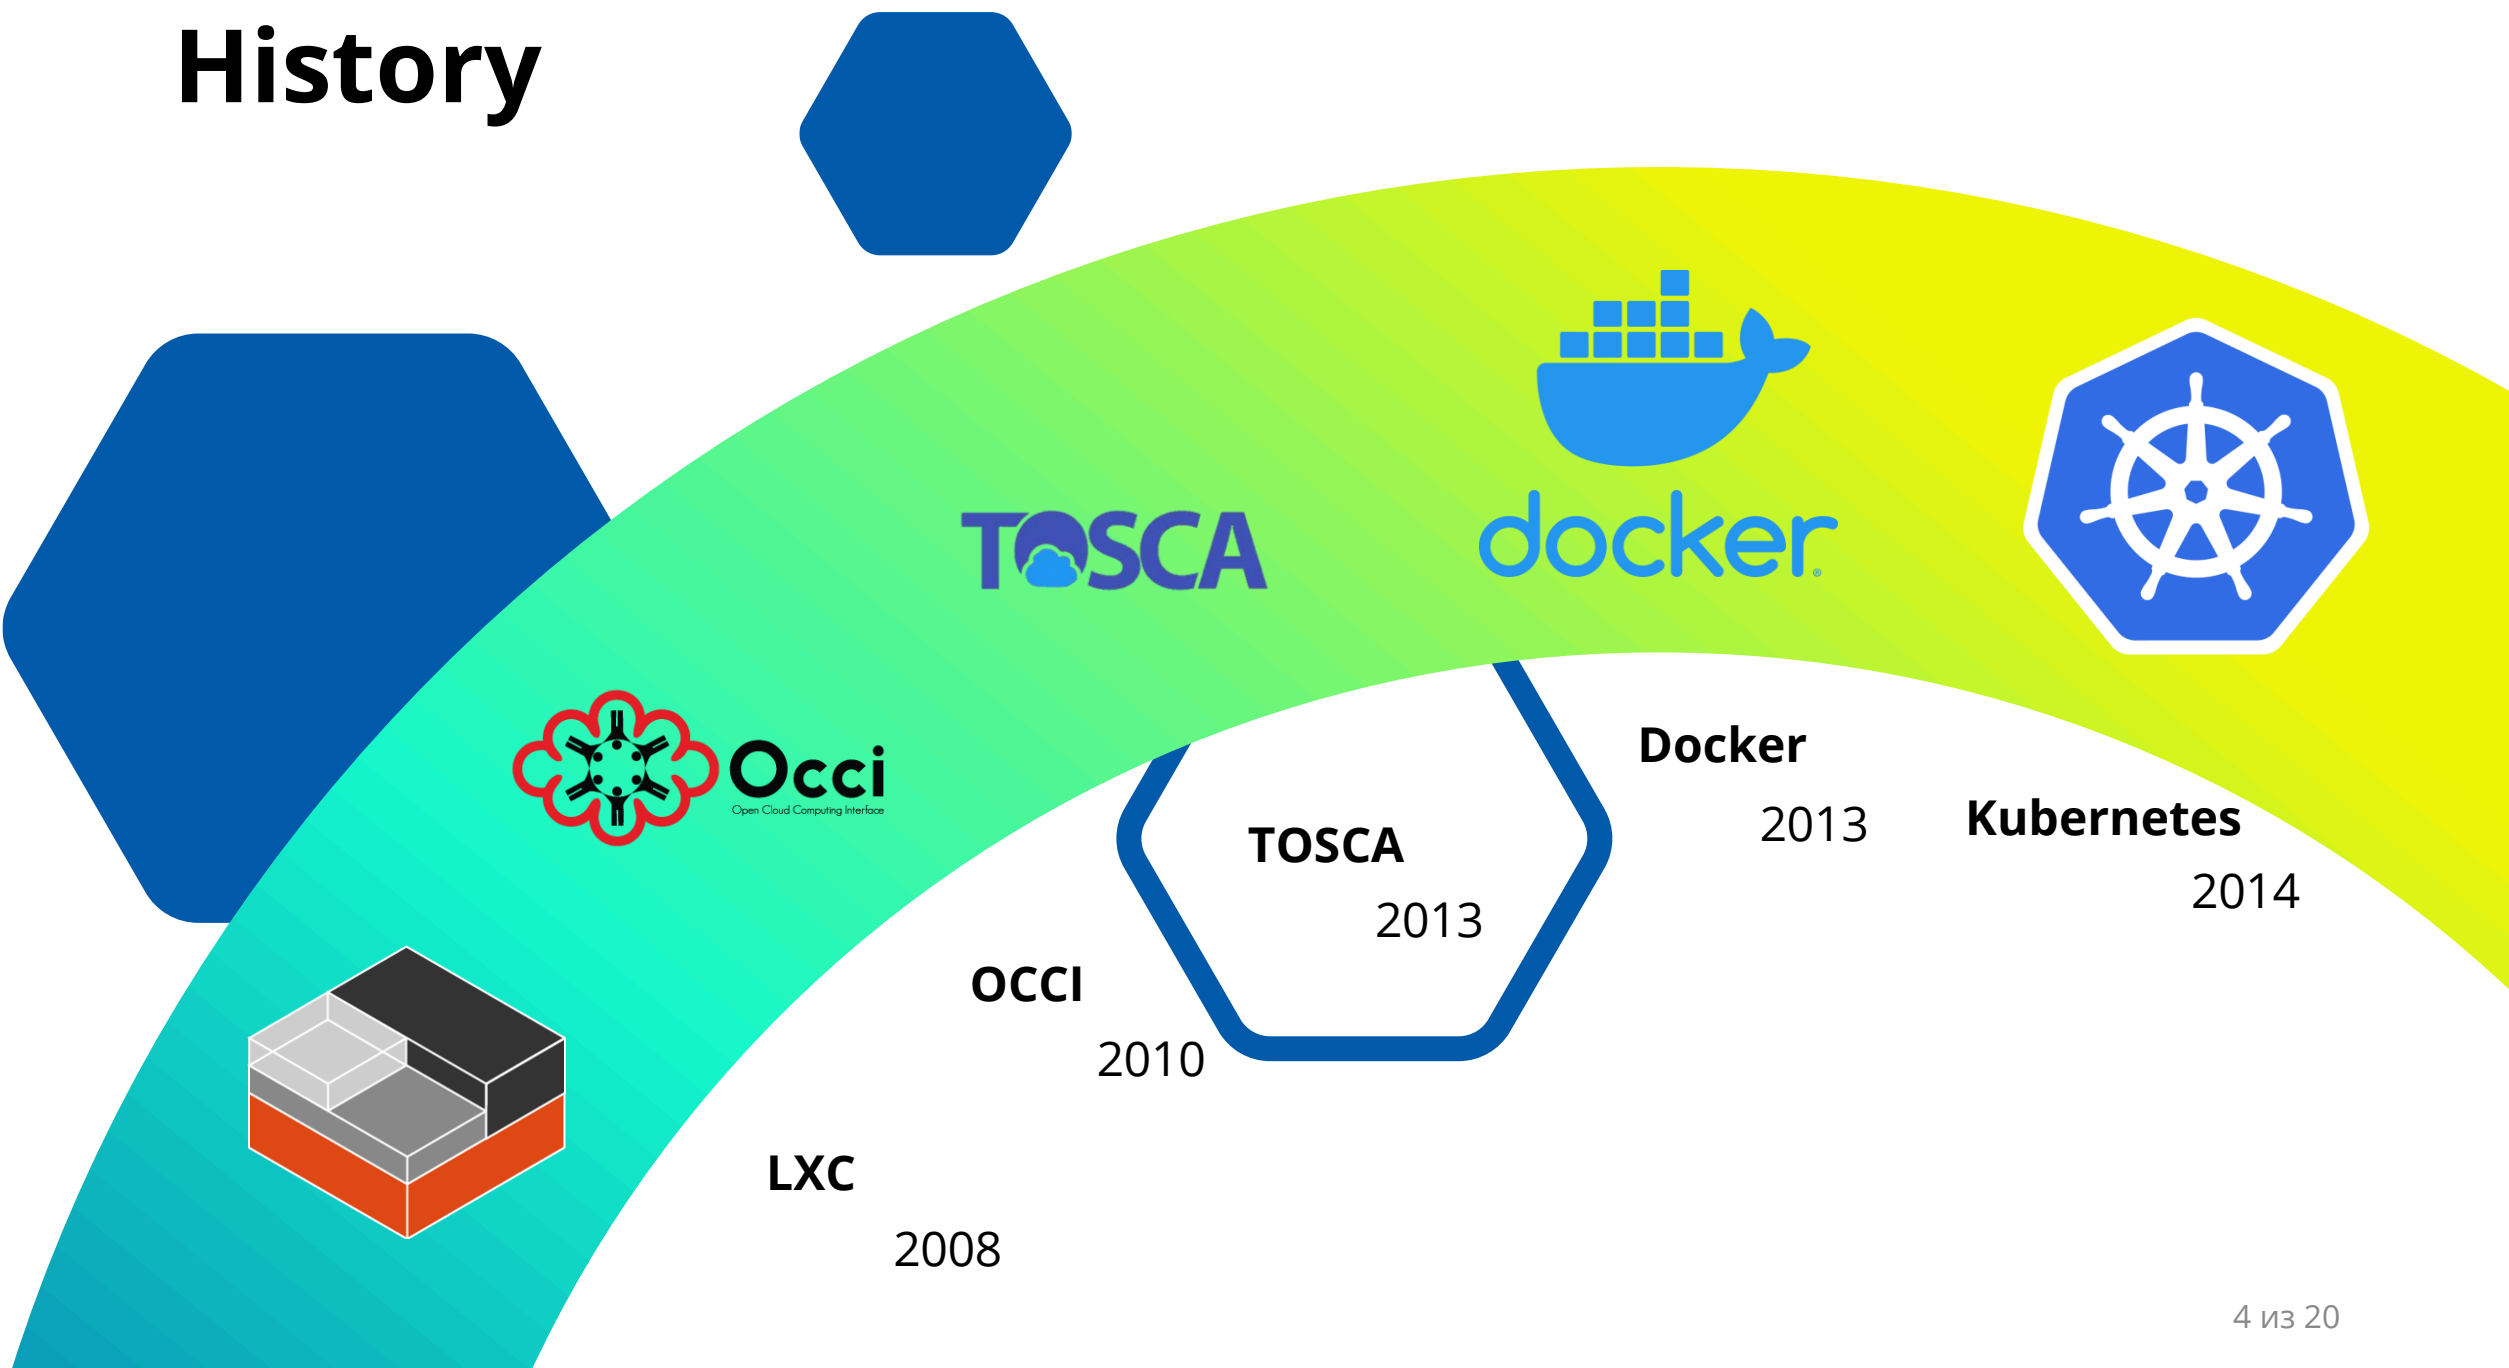 History
TOSCA
docker
Occi
Open Cloud Computing Interface
Docker
2013
Kubernetes
2014
TOSCA
2013
OCCI
2010
LXC
2008
4 из 20